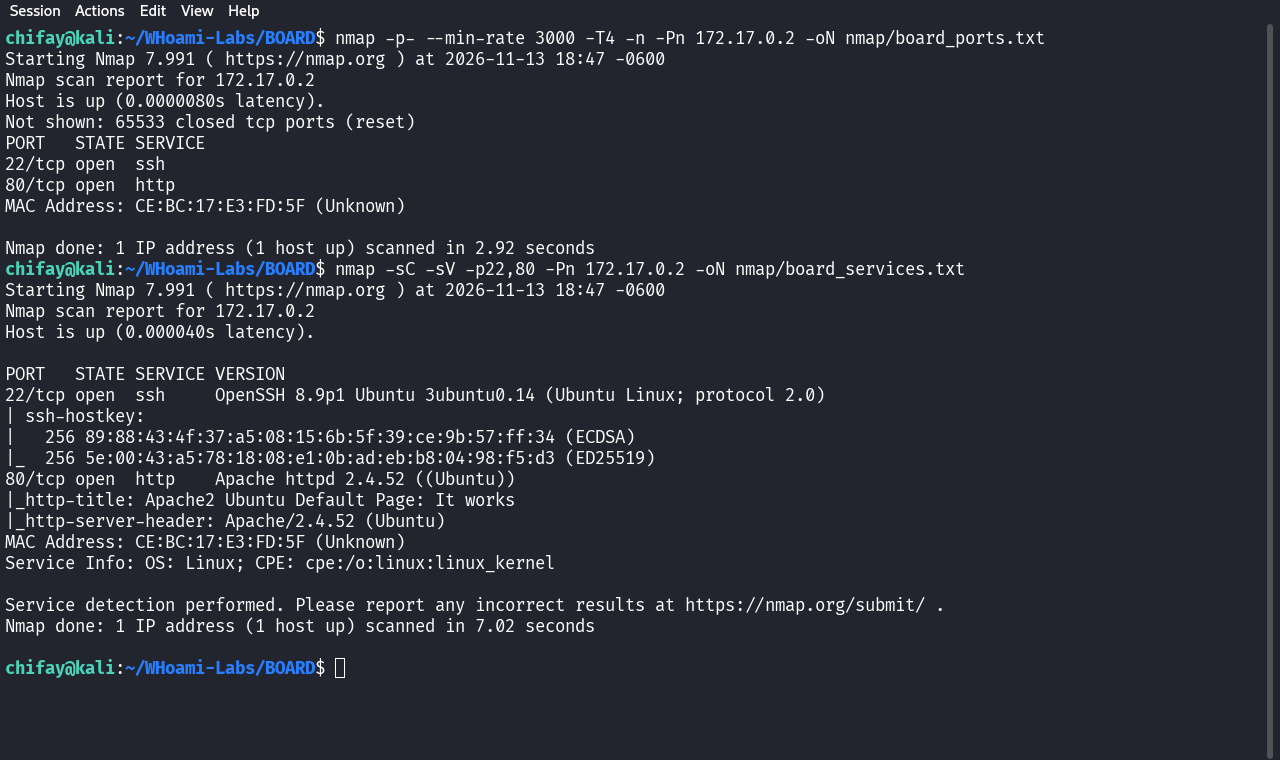 Session Actions Edit View Help
chifay@kali:~/WHoami-Labs/BOARD$ nmap -p- --min-rate 3000 -T4 -n -Pn 172.17.0.2 -oN nmap/board_ports.txt
Starting Nmap 7.991 ( https://nmap.org ) at 2026-11-13 18:47 -0600
Nmap scan report for 172.17.0.2
Host is up (0.0000080s latency).
Not shown: 65533 closed tcp ports (reset)
PORT   STATE SERVICE
22/tcp open  ssh
80/tcp open  http
MAC Address: CE:BC:17:E3:FD:5F (Unknown)

Nmap done: 1 IP address (1 host up) scanned in 2.92 seconds
chifay@kali:~/WHoami-Labs/BOARD$ nmap -sC -sV -p22,80 -Pn 172.17.0.2 -oN nmap/board_services.txt
Starting Nmap 7.991 ( https://nmap.org ) at 2026-11-13 18:47 -0600
Nmap scan report for 172.17.0.2
Host is up (0.000040s latency).

PORT   STATE SERVICE VERSION
22/tcp open  ssh     OpenSSH 8.9p1 Ubuntu 3ubuntu0.14 (Ubuntu Linux; protocol 2.0)
| ssh-hostkey:
|   256 89:88:43:4f:37:a5:08:15:6b:5f:39:ce:9b:57:ff:34 (ECDSA)
|_  256 5e:00:43:a5:78:18:08:e1:0b:ad:eb:b8:04:98:f5:d3 (ED25519)
80/tcp open  http    Apache httpd 2.4.52 ((Ubuntu))
|_http-title: Apache2 Ubuntu Default Page: It works
|_http-server-header: Apache/2.4.52 (Ubuntu)
MAC Address: CE:BC:17:E3:FD:5F (Unknown)
Service Info: OS: Linux; CPE: cpe:/o:linux:linux_kernel

Service detection performed. Please report any incorrect results at https://nmap.org/submit/ .
Nmap done: 1 IP address (1 host up) scanned in 7.02 seconds

chifay@kali:~/WHoami-Labs/BOARD$